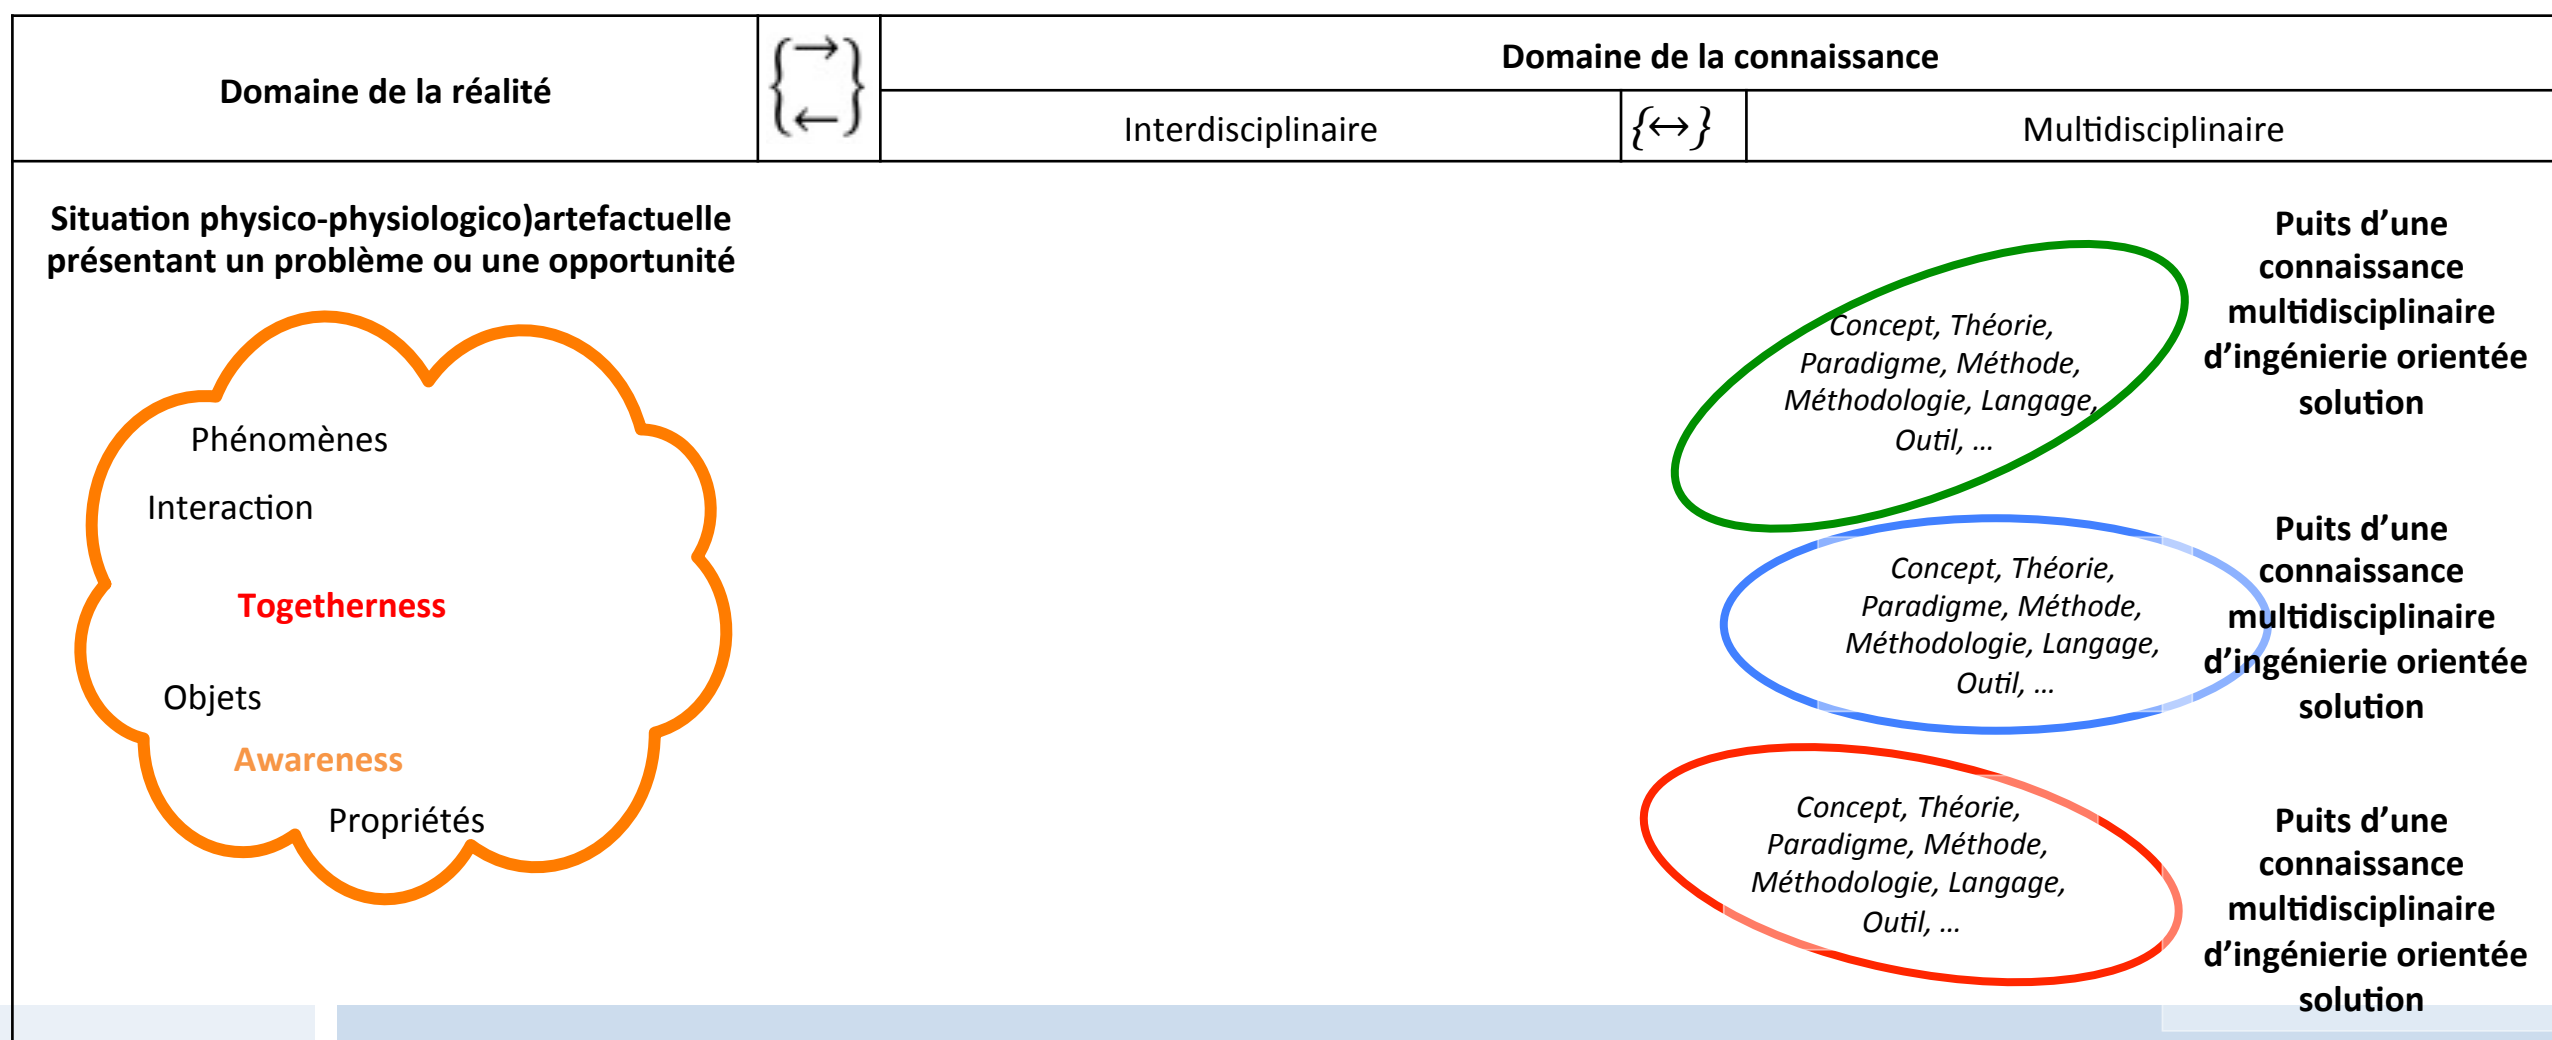 Domaine de la réalité
{→
←}
Domaine de la connaissance
Interdisciplinaire
{↔}
Multidisciplinaire
Situation physico-physiologico)artefactuelle
présentant un problème ou une opportunité
Phénomènes
Interaction
Togetherness
Objets
Awareness
Propriétés
Concept, Théorie,
Paradigme, Méthode,
Méthodologie, Langage,
Outil, ...
Puits d’une
connaissance
multidisciplinaire
d’ingénierie orientée
solution
Concept, Théorie,
Paradigme, Méthode,
Méthodologie, Langage,
Outil, ...
Puits d’une
connaissance
multidisciplinaire
d’ingénierie orientée
solution
Concept, Théorie,
Paradigme, Méthode,
Méthodologie, Langage,
Outil, ...
Puits d’une
connaissance
multidisciplinaire
d’ingénierie orientée
solution